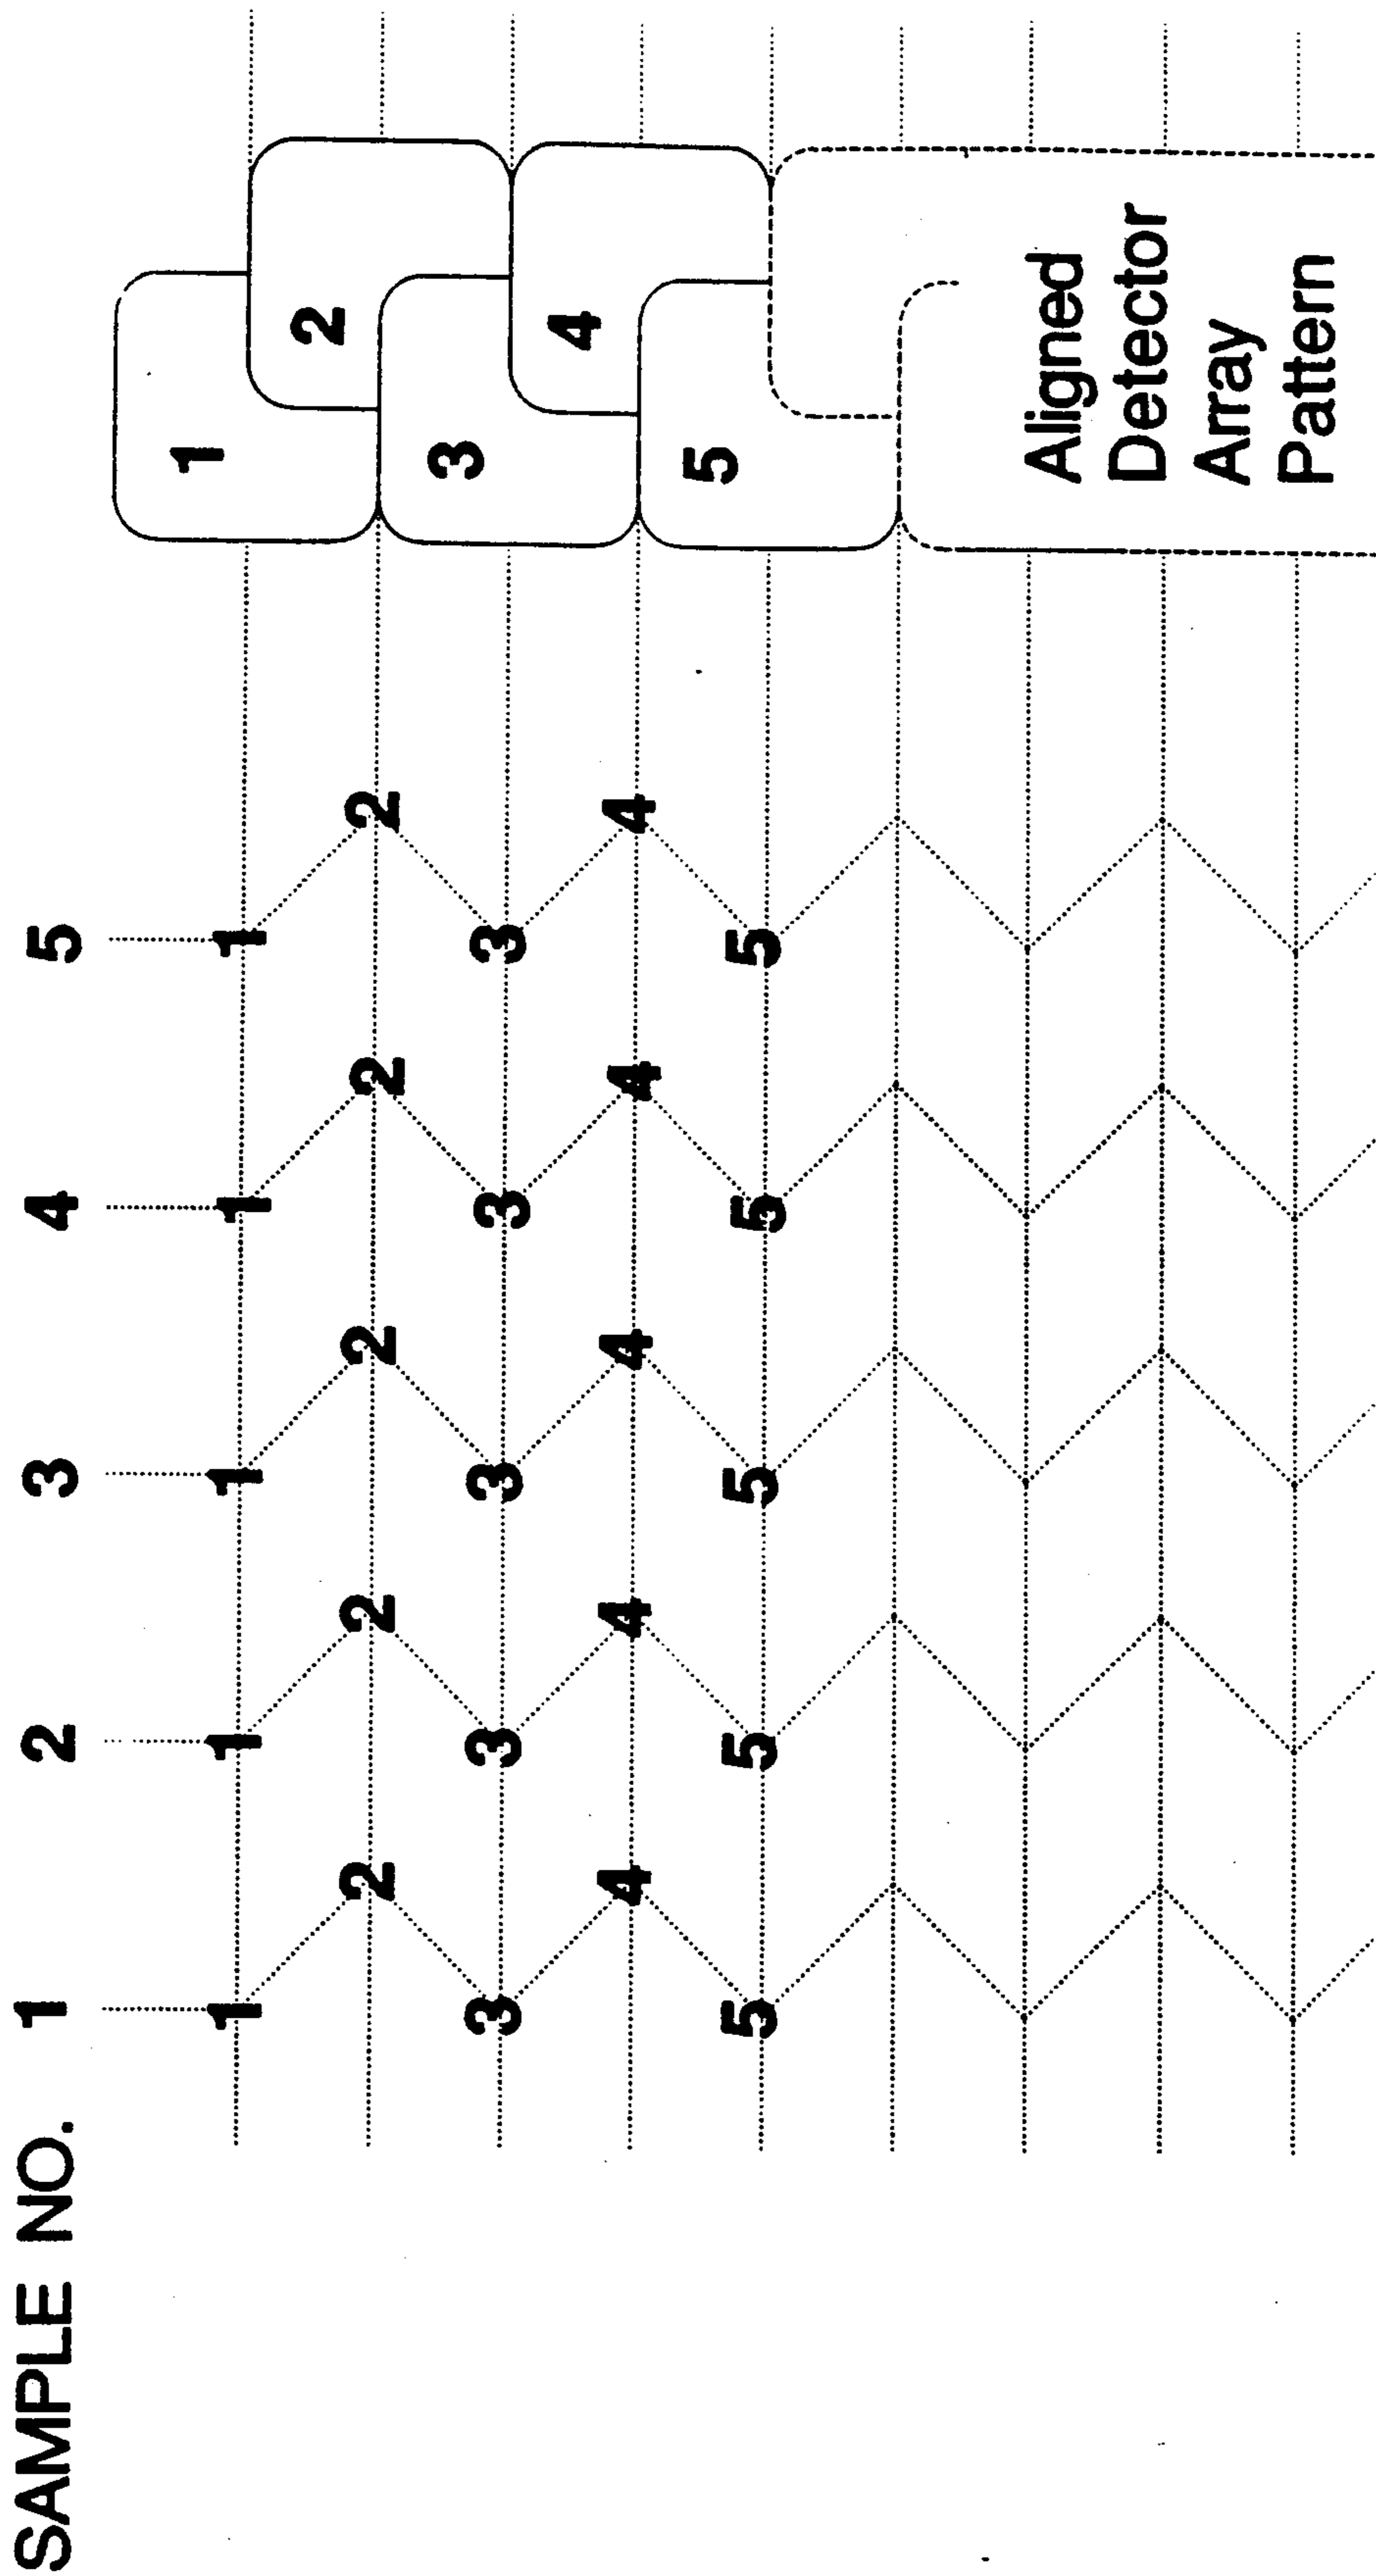 SAMPLE NO. 1 2 3 4 5
1
1 1 1 1 1
2
2 2 2 2 2
3
3 3 3 3 3
4
4 4 4 4 4
5
5 5 5 5 5
Aligned
Detector
Array
Pattern